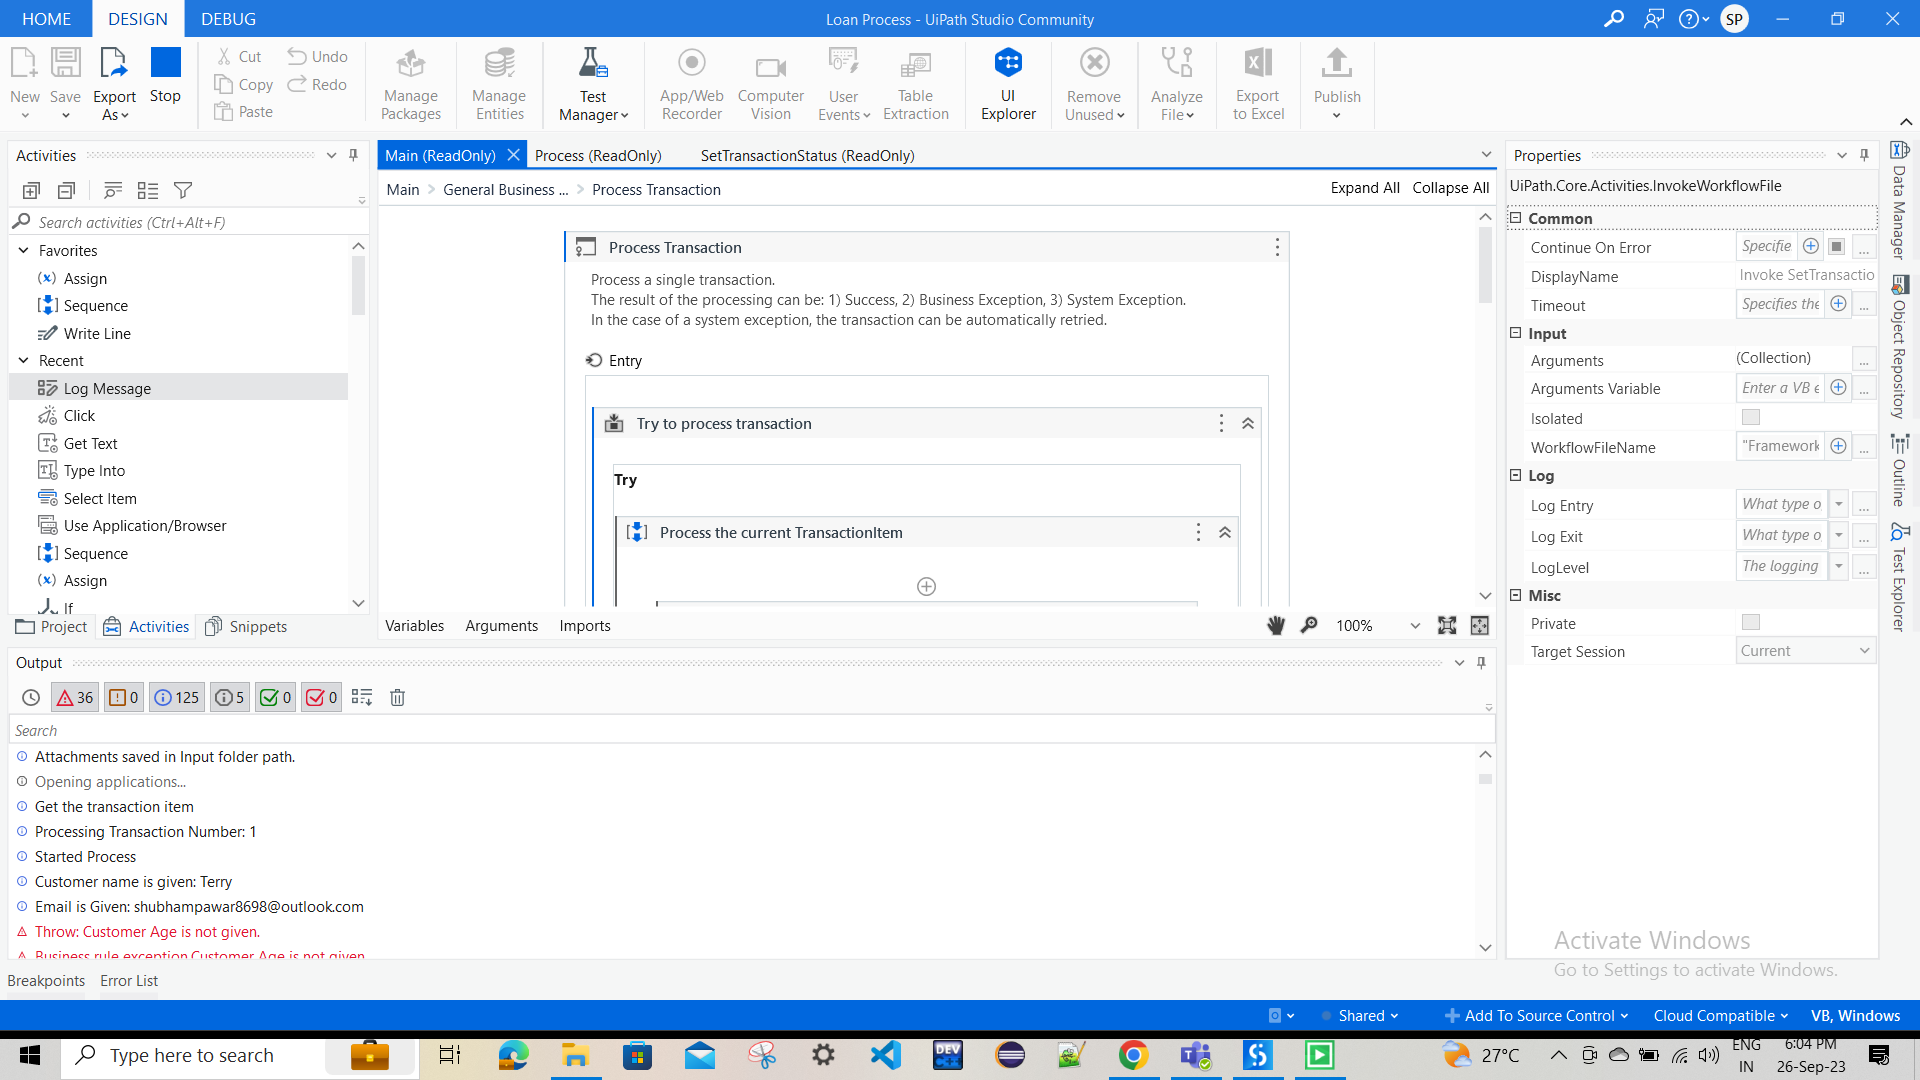 HOME DESIGN DEBUG
Loan Process - UiPath Studio Community
SP
New
Save
Export As
Stop
Cut
Copy
Paste
Undo
Redo
Manage Packages
Manage Entities
Test Manager
App/Web Recorder
Computer Vision
User Events
Table Extraction
UI Explorer
Remove Unused
Analyze File
Export to Excel
Publish
Activities
Search activities (Ctrl+Alt+F)
Favorites
Assign
Sequence
Write Line
Recent
Log Message
Click
Get Text
Type Into
Select Item
Use Application/Browser
Sequence
Assign
If
Project Activities Snippets
Main (ReadOnly) Process (ReadOnly) SetTransactionStatus (ReadOnly)
Main > General Business ... > Process Transaction
Expand All Collapse All
Process Transaction
Process a single transaction.
The result of the processing can be: 1) Success, 2) Business Exception, 3) System Exception.
In the case of a system exception, the transaction can be automatically retried.
Entry
Try to process transaction
Try
Process the current TransactionItem
Variables Arguments Imports
100%
Output
36 0 125 5 0 0
Search
Attachments saved in Input folder path.
Opening applications...
Get the transaction item
Processing Transaction Number: 1
Started Process
Customer name is given: Terry
Email is Given: shubhampawar8698@outlook.com
Throw: Customer Age is not given.
Business rule exception.Customer Age is not given
Breakpoints Error List
Properties
UiPath.Core.Activities.InvokeWorkflowFile
Common
Continue On Error Specifie ...
DisplayName Invoke SetTransactio
Timeout Specifies the ...
Input
Arguments (Collection) ...
Arguments Variable Enter a VB e ...
Isolated
WorkflowFileName "Framework ...
Log
Log Entry What type o ...
Log Exit What type o ...
LogLevel The logging ...
Misc
Private
Target Session Current
Data Manager
Object Repository
Outline
Test Explorer
Activate Windows
Go to Settings to activate Windows.
Shared
Add To Source Control
Cloud Compatible
VB, Windows
Type here to search
DEV
27°C
ENG
IN
6:04 PM
26-Sep-23